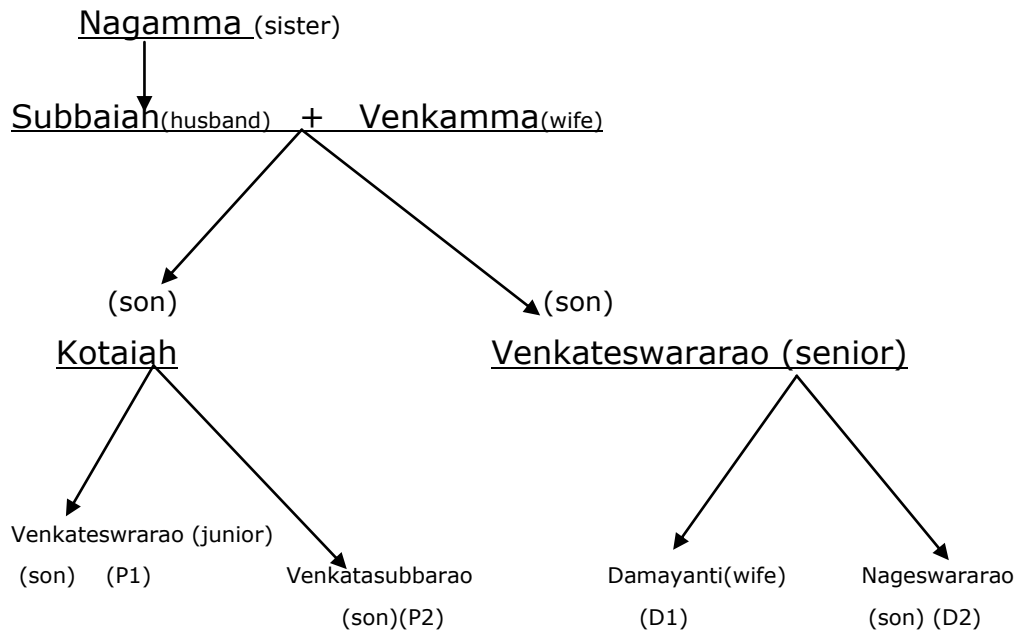 Nagamma (sister)
Subbaiah(husband) + Venkamma(wife)
(son) (son)
Kotaiah Venkateswararao (senior)
Venkateswrarao (junior)
(son) (P1) Venkatasubbarao Damayanti(wife) Nageswararao
(son)(P2) (D1) (son) (D2)